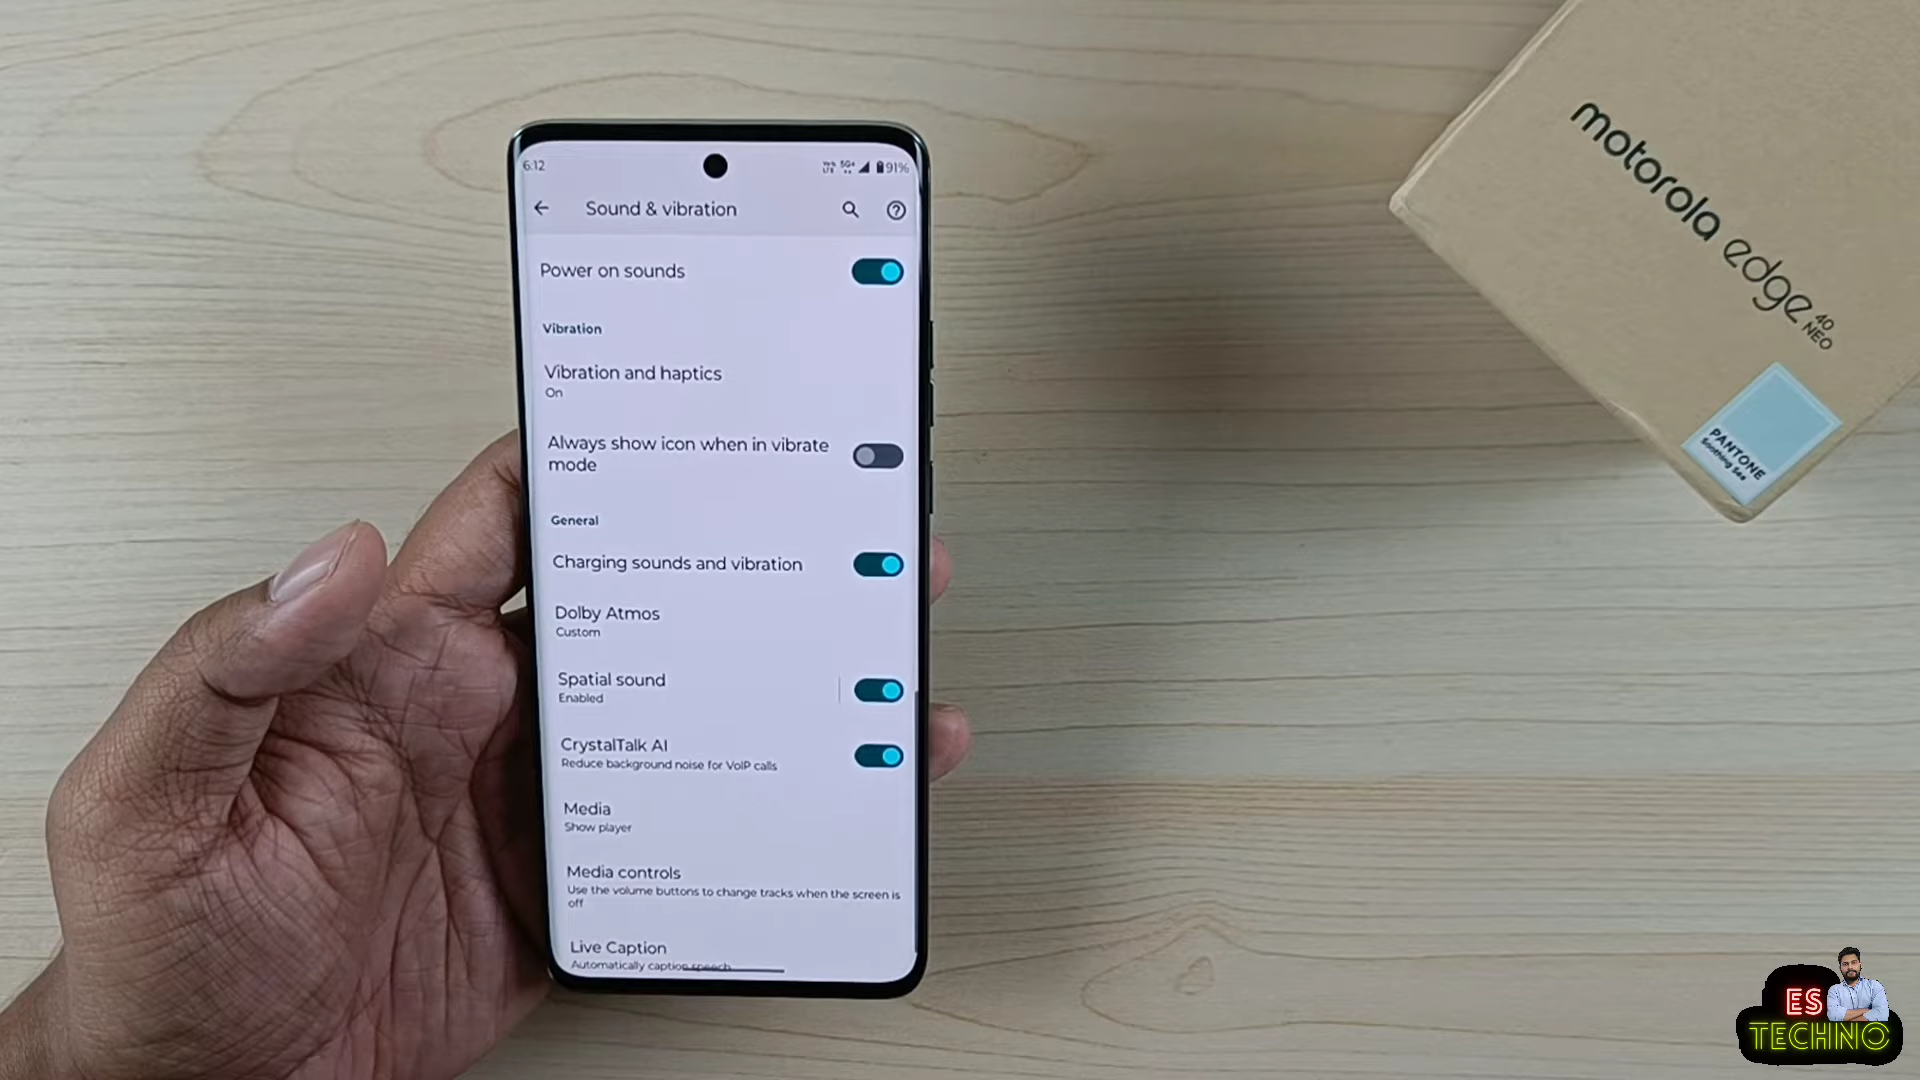 6:12
5G+ 91%
Sound & vibration
Power on sounds
Vibration
Vibration and haptics
On
Always show icon when in vibrate
mode
General
Charging sounds and vibration
Dolby Atmos
Custom
Spatial sound
Enabled
CrystalTalk AI
Reduce background noise for VoIP calls
Media
Show player
Media controls
Use the volume buttons to change tracks when the screen is
off
Live Caption
Automatically caption speech
motorola edge 40
NEO
PANTONE
Soothing Sea
ES
TECHNO